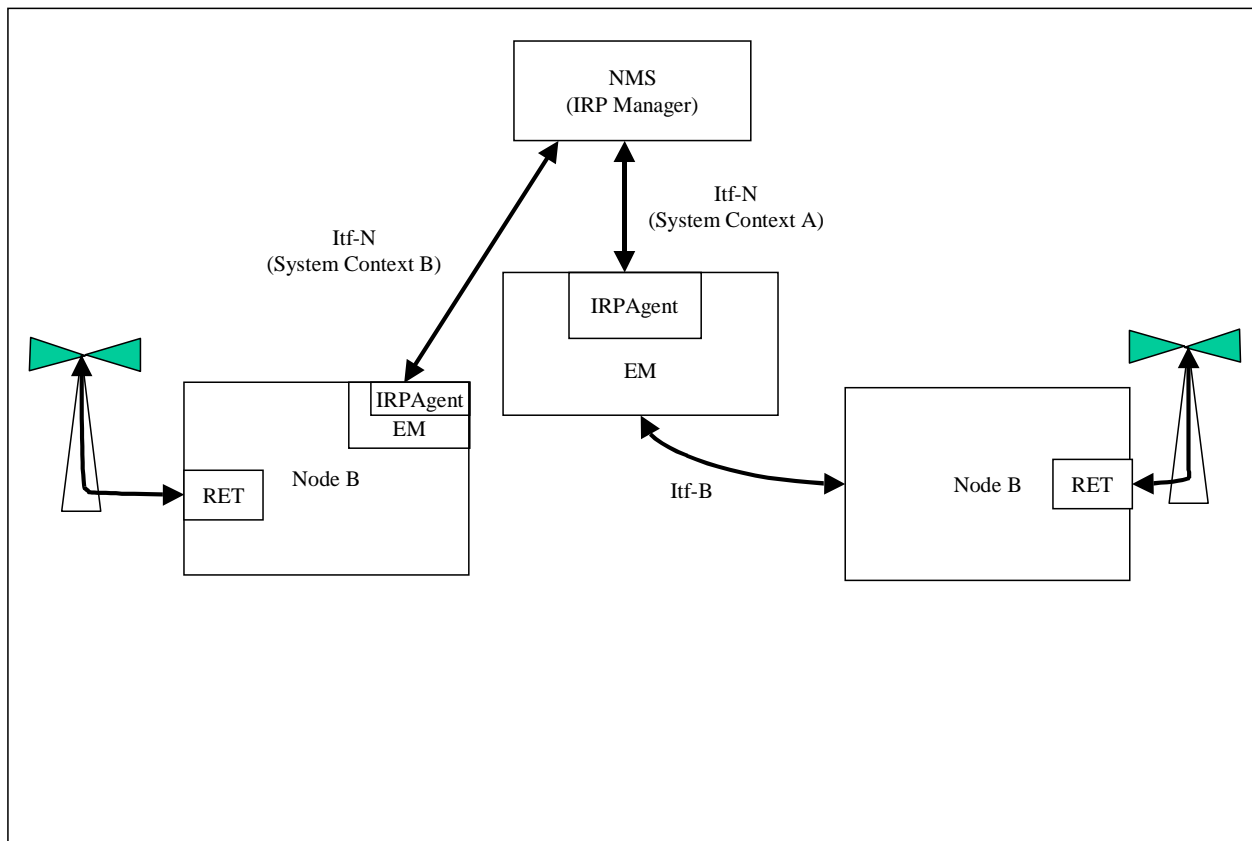 NMS
(IRP Manager)
Itf-N
(System Context A)
Itf-N
(System Context B)
IRPAgent
EM
IRPAgent
EM
Node B
RET
Itf-B
Node B
RET